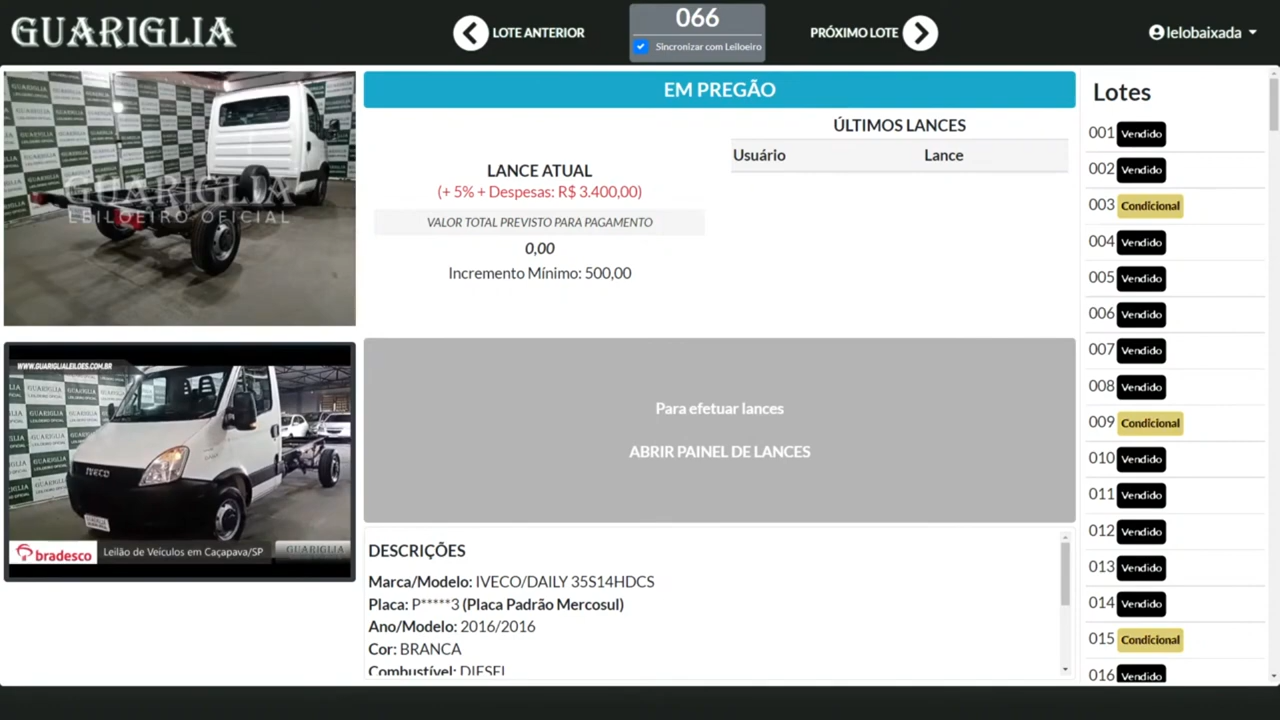 GUARIGLIA
LOTE ANTERIOR
066
Sincronizar com Leiloeiro
PRÓXIMO LOTE
lelobaixada
GUARIGLIA
LEILOEIRO OFICIAL
WWW.GUARIGLIALEILOES.COM.BR
IVECO
bradesco
Leilão de Veículos em Caçapava/SP
GUARIGLIA
EM PREGÃO
LANCE ATUAL
(+ 5% + Despesas: R$ 3.400,00)
VALOR TOTAL PREVISTO PARA PAGAMENTO
0,00
Incremento Mínimo: 500,00
ÚLTIMOS LANCES
Usuário Lance
Para efetuar lances
ABRIR PAINEL DE LANCES
DESCRIÇÕES
Marca/Modelo: IVECO/DAILY 35S14HDCS
Placa: P*****3 (Placa Padrão Mercosul)
Ano/Modelo: 2016/2016
Cor: BRANCA
Combustível: DIESEL
Lotes
001 Vendido
002 Vendido
003 Condicional
004 Vendido
005 Vendido
006 Vendido
007 Vendido
008 Vendido
009 Condicional
010 Vendido
011 Vendido
012 Vendido
013 Vendido
014 Vendido
015 Condicional
016 Vendido